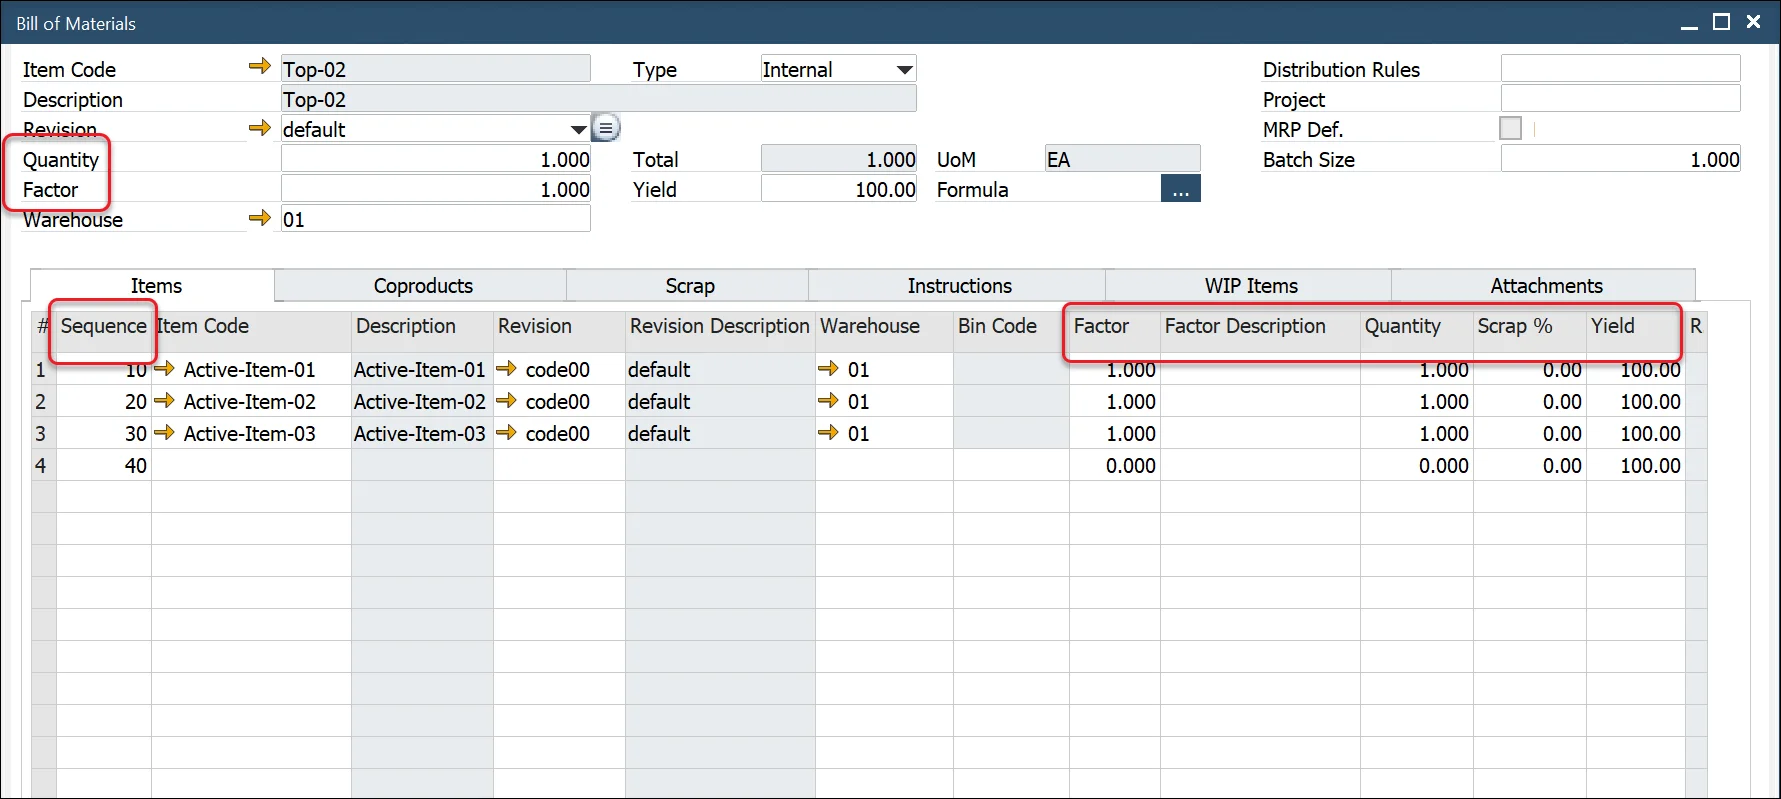 Bill of Materials
Item Code Top-02 Type Internal Distribution Rules
Description Top-02 Project
Revision default MRP Def.
Quantity 1.000 Total 1.000 UoM EA Batch Size 1.000
Factor 1.000 Yield 100.00 Formula ...
Warehouse 01
Items Coproducts Scrap Instructions WIP Items Attachments
# Sequence Item Code Description Revision Revision Description Warehouse Bin Code Factor Factor Description Quantity Scrap % Yield R
1 10 Active-Item-01 Active-Item-01 code00 default 01 1.000 1.000 0.00 100.00
2 20 Active-Item-02 Active-Item-02 code00 default 01 1.000 1.000 0.00 100.00
3 30 Active-Item-03 Active-Item-03 code00 default 01 1.000 1.000 0.00 100.00
4 40 0.000 0.000 0.00 100.00